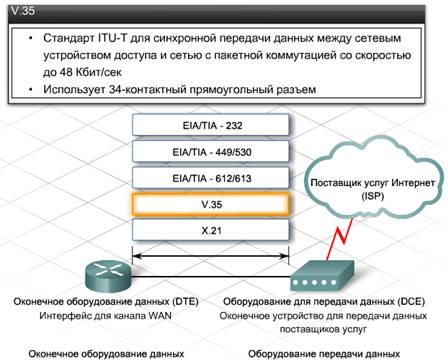 V.35
• Стандарт ITU-T для синхронной передачи данных между сетевым
устройством доступа и сетью с пакетной коммутацией со скоростью
до 48 Кбит/сек
• Использует 34-контактный прямоугольный разъем
EIA/TIA - 232
EIA/TIA - 449/530
EIA/TIA - 612/613
V.35
X.21
Поставщик услуг Интернет
(ISP)
Оконечное оборудование данных (DTE)
Интерфейс для канала WAN
Оборудование для передачи данных (DCE)
Оконечное устройство для передачи данных
поставщиков услуг
Оконечное оборудование данных
Оборудование передачи данных